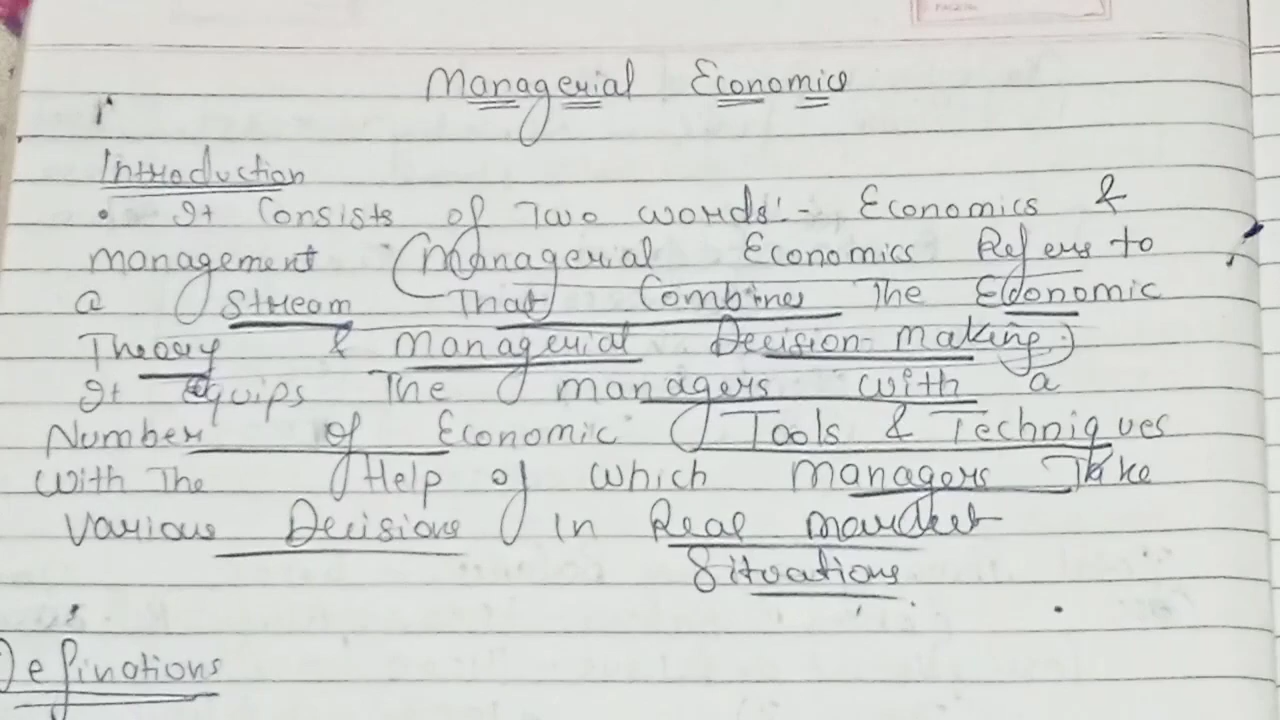 Managerial Economics
Introduction
• It Consists of Two words:- Economics &
management (Managerial Economics Refers to
a Stream That Combines The Economic
Theory & Managerial Decision-making)
It Equips The managers with a
Number of Economic Tools & Techniques
With The Help of which managers Take
Various Decisions In Real market
Situations
Definations